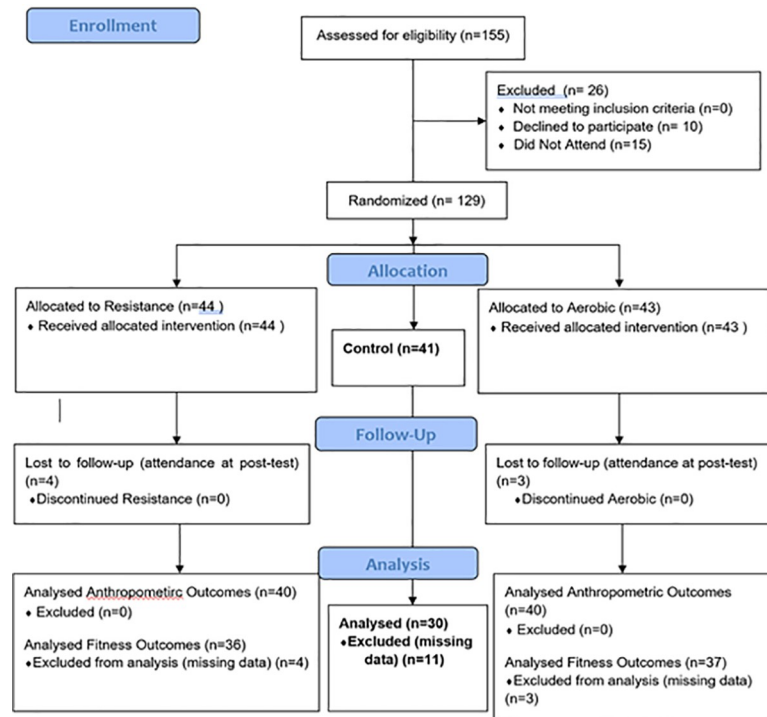 Enrollment
Assessed for eligibility (n=155)
Excluded (n= 26)
♦ Not meeting inclusion criteria (n=0)
♦ Declined to participate (n= 10)
♦ Did Not Attend (n=15)
Randomized (n= 129)
Allocation
Allocated to Resistance (n=44 )
♦ Received allocated intervention (n=44 )
Control (n=41)
Allocated to Aerobic (n=43)
♦ Received allocated intervention (n=43 )
Follow-Up
Lost to follow-up (attendance at post-test)
(n=4)
♦Discontinued Resistance (n=0)
Lost to follow-up (attendance at post-test)
(n=3)
♦Discontinued Aerobic (n=0)
Analysis
Analysed Anthropometirc Outcomes (n=40)
♦ Excluded (n=0)
Analysed Fitness Outcomes (n=36)
♦Excluded from analysis (missing data) (n=4)
Analysed (n=30)
♦Excluded (missing
data) (n=11)
Analysed Anthropometric Outcomes
(n=40)
♦ Excluded (n=0)
Analysed Fitness Outcomes (n=37)
♦Excluded from analysis (missing data)
(n=3)